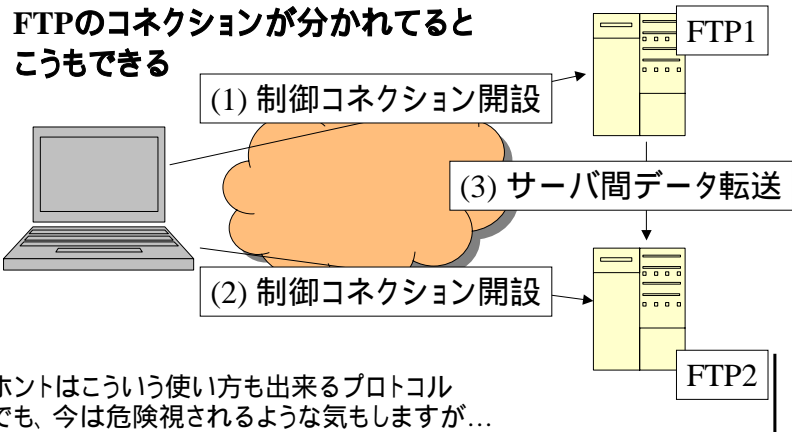 FTPのコネクションが分かれてると
こうもできる
FTP1
(1) 制御コネクション開設
(3) サーバ間データ転送
(2) 制御コネクション開設
FTP2
ホントはこういう使い方も出来るプロトコル
でも、今は危険視されるような気もしますが…